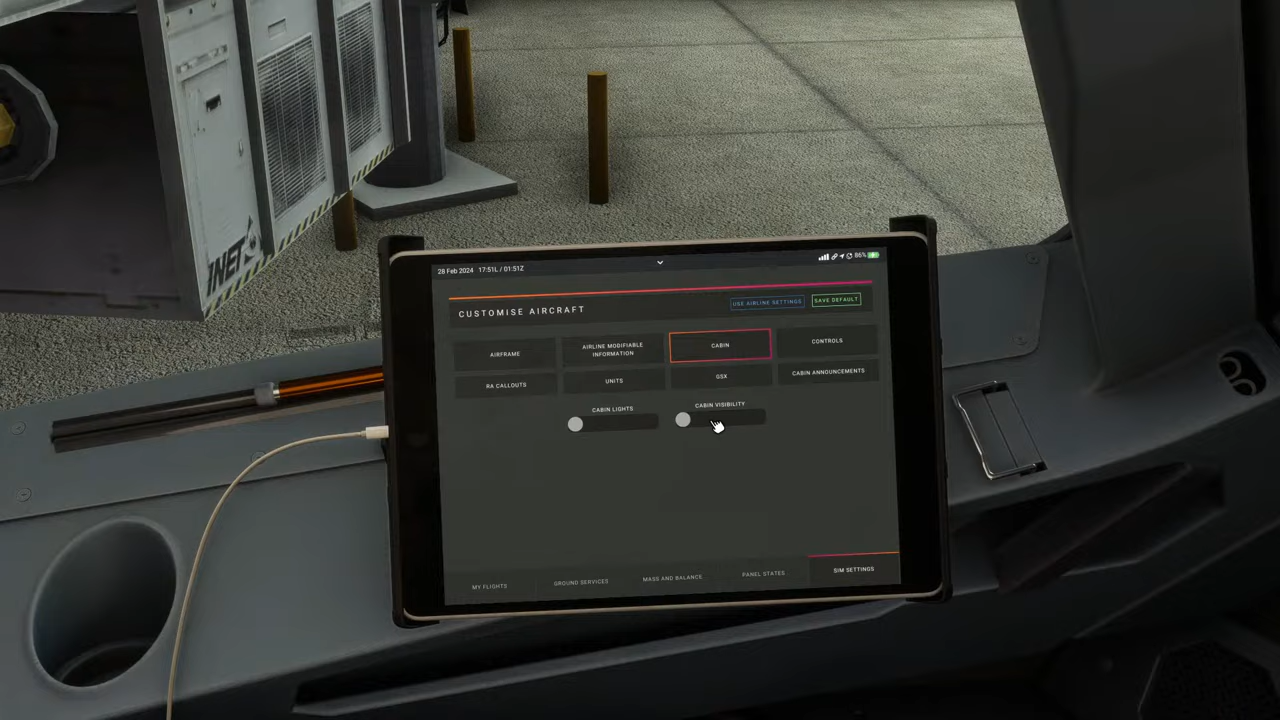 INET
28 Feb 2024 17:51L / 01:51Z
86%
CUSTOMISE AIRCRAFT
USE AIRLINE SETTINGS
SAVE DEFAULT
AIRFRAME
AIRLINE MODIFIABLE
INFORMATION
CABIN
CONTROLS
RA CALLOUTS
UNITS
GSX
CABIN ANNOUNCEMENTS
CABIN LIGHTS
CABIN VISIBILITY
MY FLIGHTS
GROUND SERVICES
MASS AND BALANCE
PANEL STATES
SIM SETTINGS